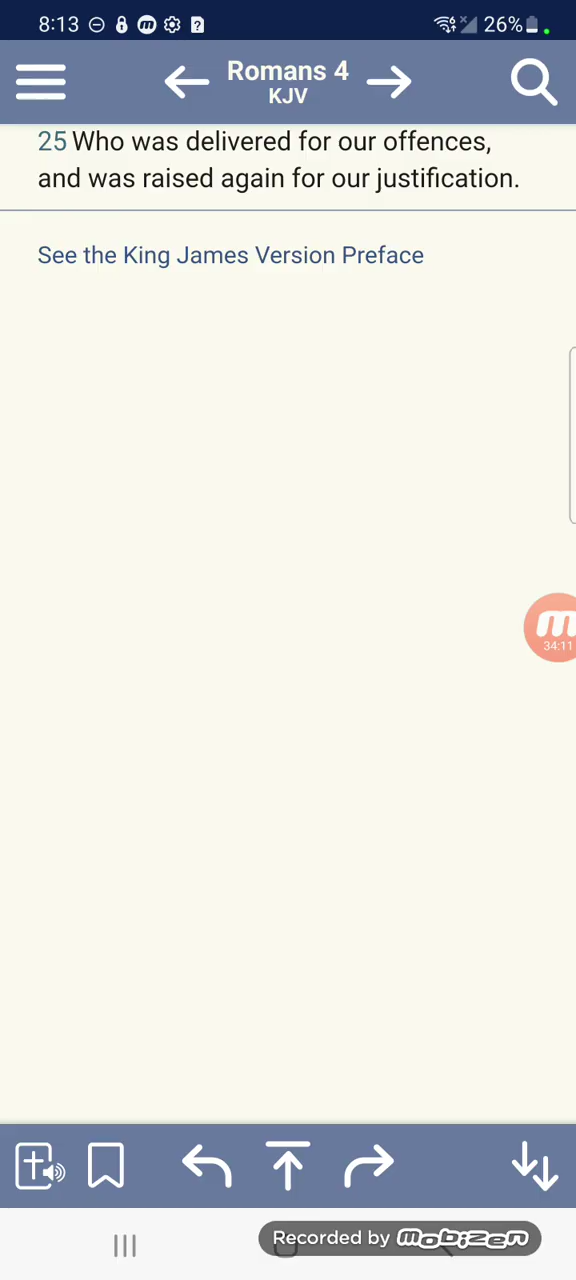 8:13
26%
Romans 4
KJV
25 Who was delivered for our offences,
and was raised again for our justification.
See the King James Version Preface
m
34:11
Recorded by mobizen